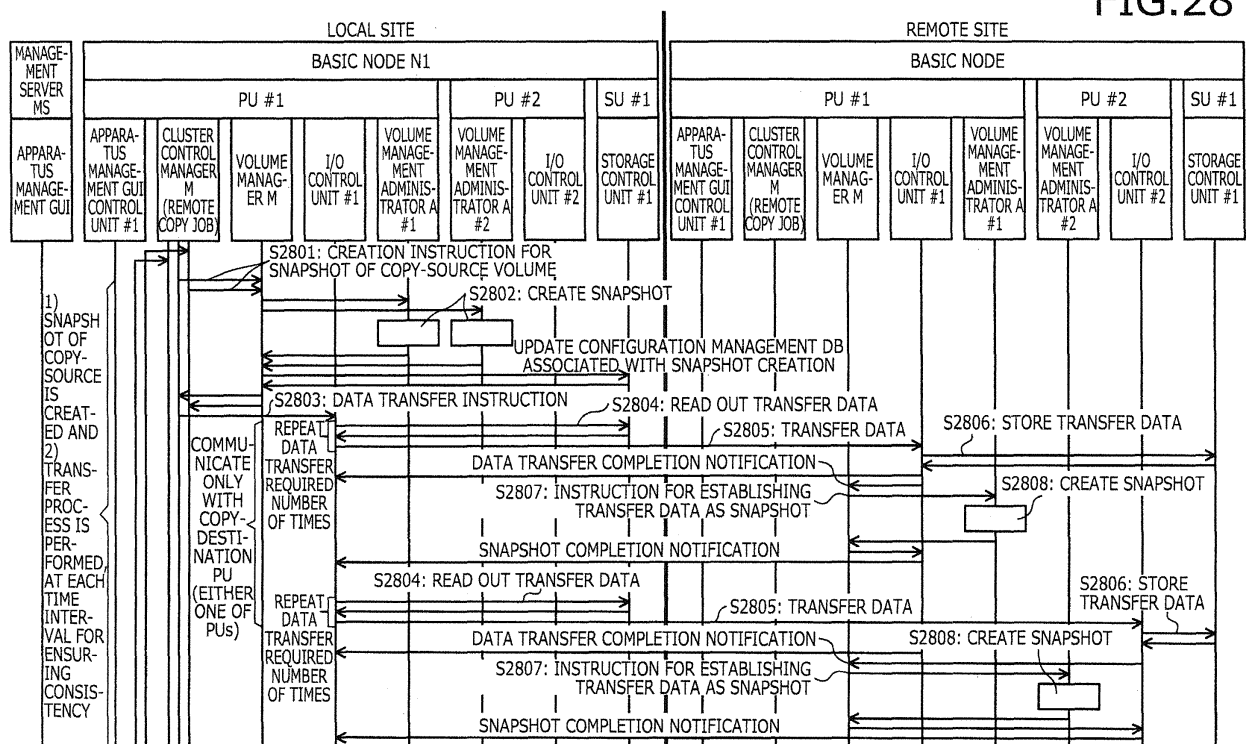 FIG.28
LOCAL SITE
REMOTE SITE
MANAGE-
MENT
SERVER
MS
BASIC NODE N1
BASIC NODE
PU #1
PU #2
SU #1
PU #1
PU #2
SU #1
APPARA-
TUS
MANAGE-
MENT GUI
APPARA-
TUS
MANAGE-
MENT GUI
CONTROL
UNIT #1
CLUSTER
CONTROL
MANAGER
M
(REMOTE
COPY JOB)
VOLUME
MANAG-
ER M
I/O
CONTROL
UNIT #1
VOLUME
MANAGE-
MENT
ADMINIS-
TRATOR A
#1
VOLUME
MANAGE-
MENT
ADMINIS-
TRATOR A
#2
I/O
CONTROL
UNIT #2
STORAGE
CONTROL
UNIT #1
APPARA-
TUS
MANAGE-
MENT GUI
CONTROL
UNIT #1
CLUSTER
CONTROL
MANAGER
M
(REMOTE
COPY JOB)
VOLUME
MANAG-
ER M
I/O
CONTROL
UNIT #1
VOLUME
MANAGE-
MENT
ADMINIS-
TRATOR A
#1
VOLUME
MANAGE-
MENT
ADMINIS-
TRATOR A
#2
I/O
CONTROL
UNIT #2
STORAGE
CONTROL
UNIT #1
S2801: CREATION INSTRUCTION FOR
SNAPSHOT OF COPY-SOURCE VOLUME
S2802: CREATE SNAPSHOT
UPDATE CONFIGURATION MANAGEMENT DB
ASSOCIATED WITH SNAPSHOT CREATION
1)
SNAPSH
OT OF
COPY-
SOURCE
IS
CREAT-
ED AND
2)
TRANS-
FER
PROC-
ESS IS
PER-
FORMED,
AT EACH
TIME
INTER-
VAL FOR
ENSUR-
ING
CONSIS-
TENCY
S2803: DATA TRANSFER INSTRUCTION
COMMU-
NICATE
ONLY
WITH
COPY-
DESTI-
NATION
PU
(EITHER
ONE OF
PUs)
REPEAT
DATA
TRANSFER
REQUIRED
NUMBER
OF TIMES
S2804: READ OUT TRANSFER DATA
S2805: TRANSFER DATA
S2806: STORE TRANSFER DATA
DATA TRANSFER COMPLETION NOTIFICATION
S2807: INSTRUCTION FOR ESTABLISHING
TRANSFER DATA AS SNAPSHOT
S2808: CREATE SNAPSHOT
SNAPSHOT COMPLETION NOTIFICATION
S2804: READ OUT TRANSFER DATA
REPEAT
DATA
TRANSFER
REQUIRED
NUMBER
OF TIMES
S2805: TRANSFER DATA
S2806: STORE
TRANSFER DATA
DATA TRANSFER COMPLETION NOTIFICATION
S2808: CREATE SNAPSHOT
S2807: INSTRUCTION FOR ESTABLISHING
TRANSFER DATA AS SNAPSHOT
SNAPSHOT COMPLETION NOTIFICATION